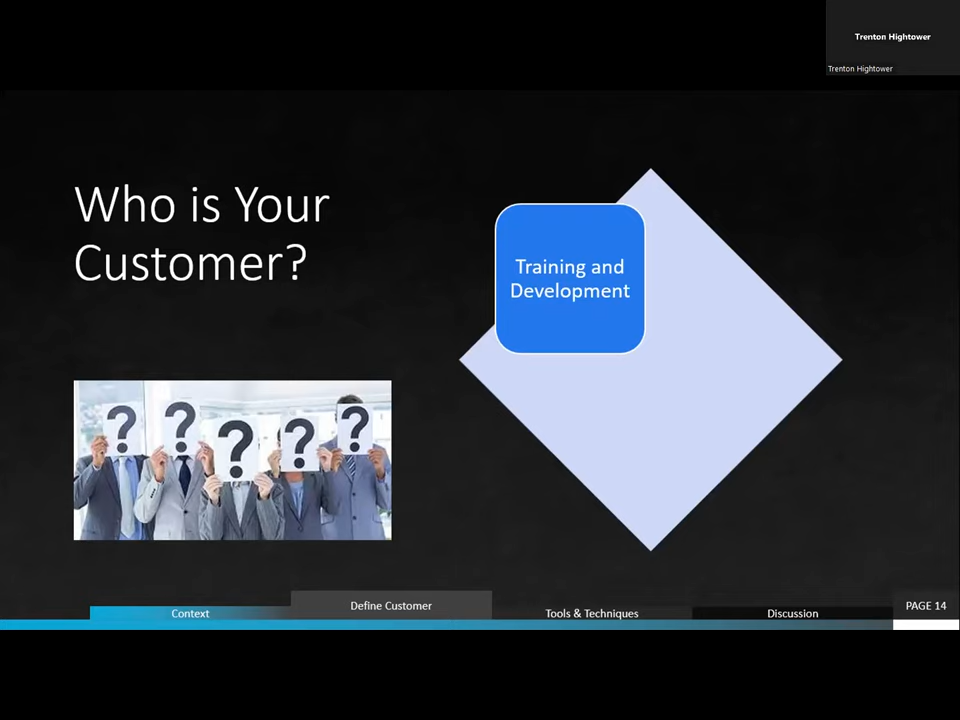 Trenton Hightower
Trenton Hightower
Who is Your
Customer?
Training and
Development
?
?
?
?
?
Context
Define Customer
Tools & Techniques
Discussion
PAGE 14